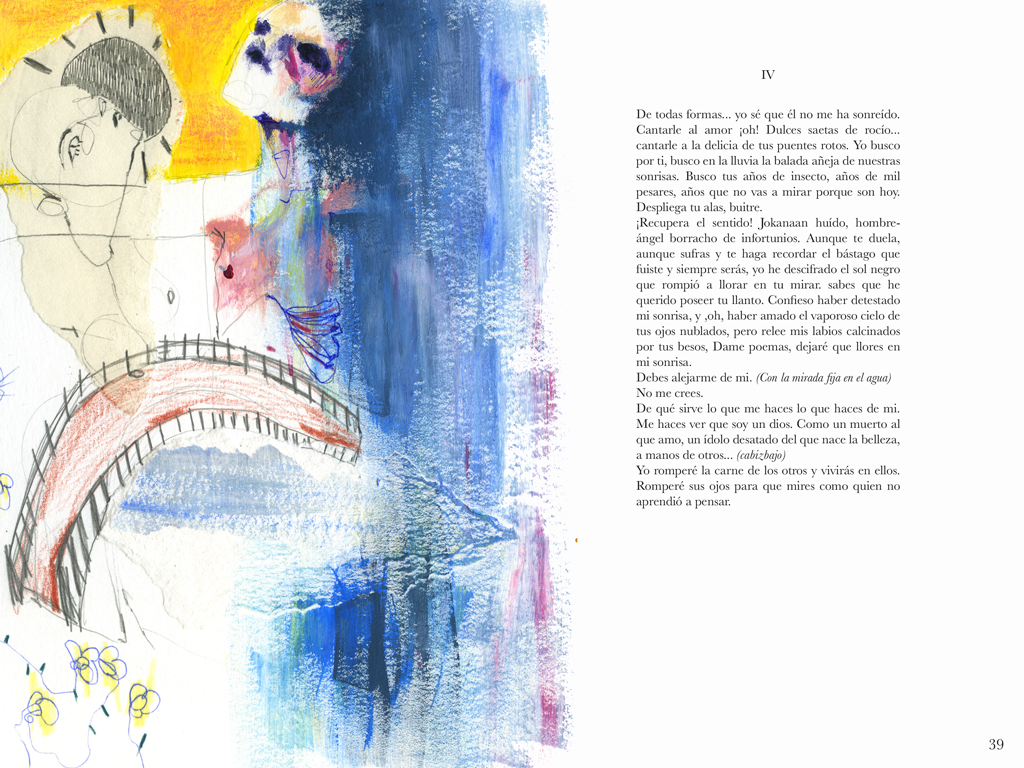 IV
De todas formas... yo sé que él no me ha sonreído.
Cantarle al amor ¡oh! Dulces saetas de rocío...
cantarle a la delicia de tus puentes rotos. Yo busco
por ti, busco en la lluvia la balada añeja de nuestras
sonrisas. Busco tus años de insecto, años de mil
pesares, años que no vas a mirar porque son hoy.
Despliega tu alas, buitre.
¡Recupera el sentido! Jokanaan huído, hombre-
ángel borracho de infortunios. Aunque te duela,
aunque sufras y te haga recordar el bástago que
fuiste y siempre serás, yo he descifrado el sol negro
que rompió a llorar en tu mirar. sabes que he
querido poseer tu llanto. Confieso haber detestado
mi sonrisa, y ,oh, haber amado el vaporoso cielo de
tus ojos nublados, pero relee mis labios calcinados
por tus besos, Dame poemas, dejaré que llores en
mi sonrisa.
Debes alejarme de mi. (Con la mirada fija en el agua)
No me crees.
De qué sirve lo que me haces lo que haces de mi.
Me haces ver que soy un dios. Como un muerto al
que amo, un ídolo desatado del que nace la belleza,
a manos de otros... (cabizbajo)
Yo romperé la carne de los otros y vivirás en ellos.
Romperé sus ojos para que mires como quien no
aprendió a pensar.
39